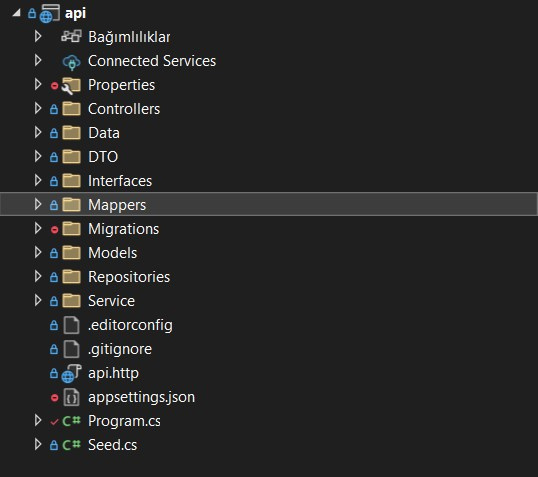 api
Bağımlılıklar
Connected Services
Properties
Controllers
Data
DTO
Interfaces
Mappers
Migrations
Models
Repositories
Service
.editorconfig
.gitignore
api.http
appsettings.json
C# Program.cs
C# Seed.cs